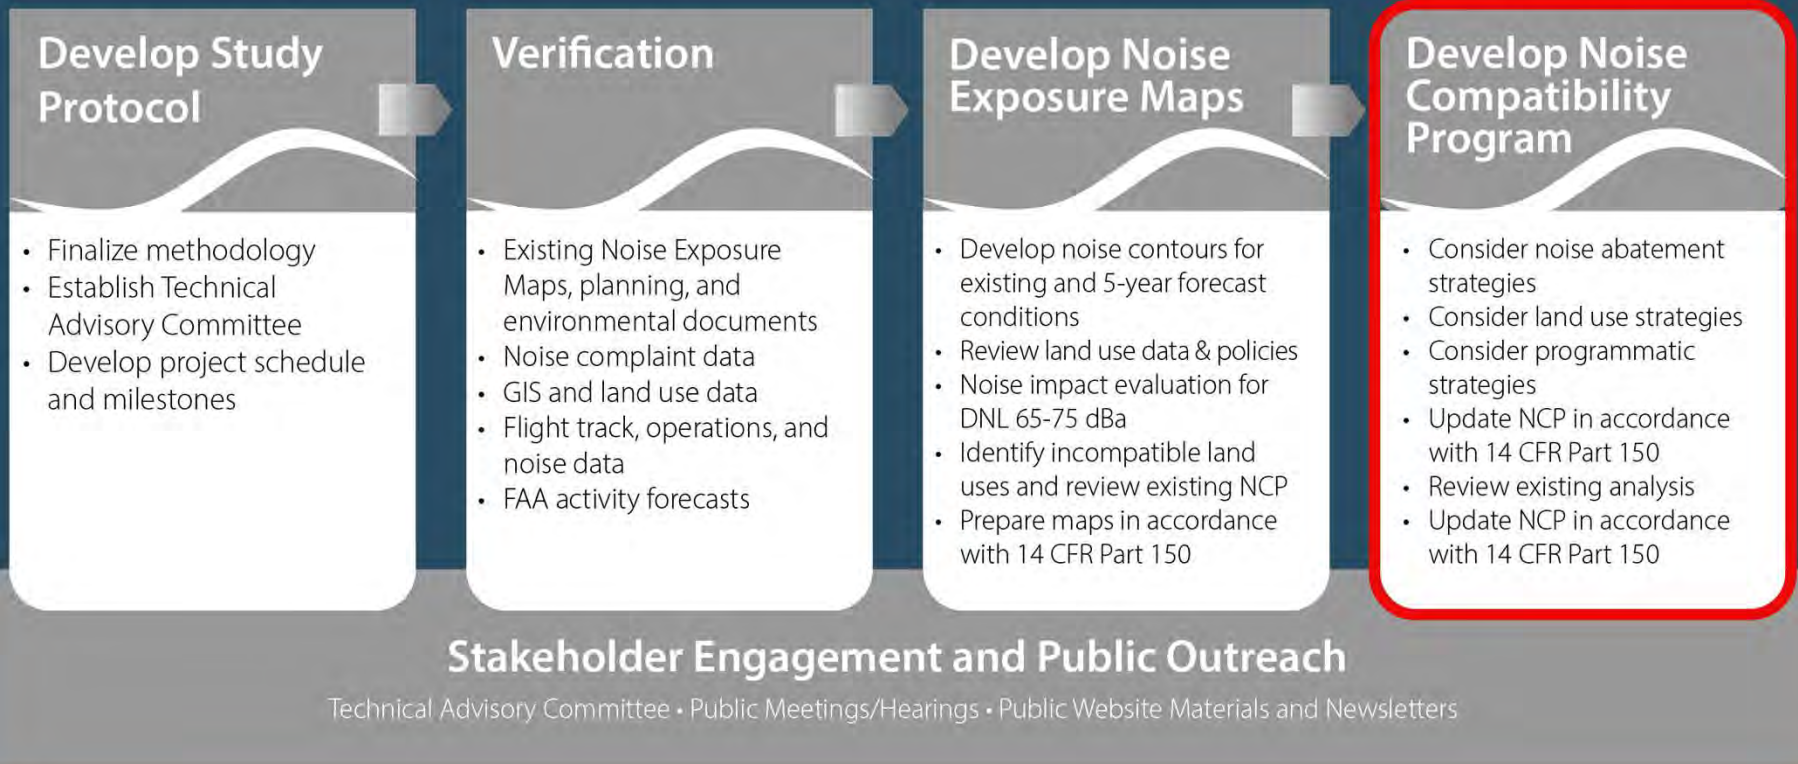 Develop Study
Protocol
• Finalize methodology
• Establish Technical
Advisory Committee
• Develop project schedule
and milestones
Verification
• Existing Noise Exposure
Maps, planning, and
environmental documents
• Noise complaint data
• GIS and land use data
• Flight track, operations, and
noise data
• FAA activity forecasts
Develop Noise
Exposure Maps
• Develop noise contours for
existing and 5-year forecast
conditions
• Review land use data & policies
• Noise impact evaluation for
DNL 65-75 dBa
• Identify incompatible land
uses and review existing NCP
• Prepare maps in accordance
with 14 CFR Part 150
Develop Noise
Compatibility
Program
• Consider noise abatement
strategies
• Consider land use strategies
• Consider programmatic
strategies
• Update NCP in accordance
with 14 CFR Part 150
• Review existing analysis
• Update NCP in accordance
with 14 CFR Part 150
Stakeholder Engagement and Public Outreach
Technical Advisory Committee • Public Meetings/Hearings • Public Website Materials and Newsletters